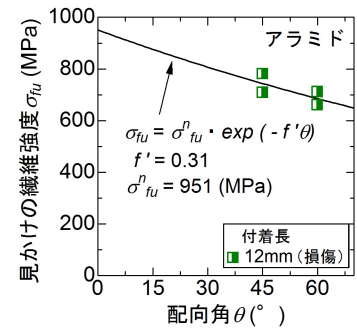 見かけの繊維強度σfu (MPa)
1000
800
600
400
200
0
アラミド
σfu = σⁿfu・exp ( - f 'θ)
f ' = 0.31
σⁿfu = 951 (MPa)
付着長
12mm (損傷)
0 15 30 45 60
配向角θ (°)